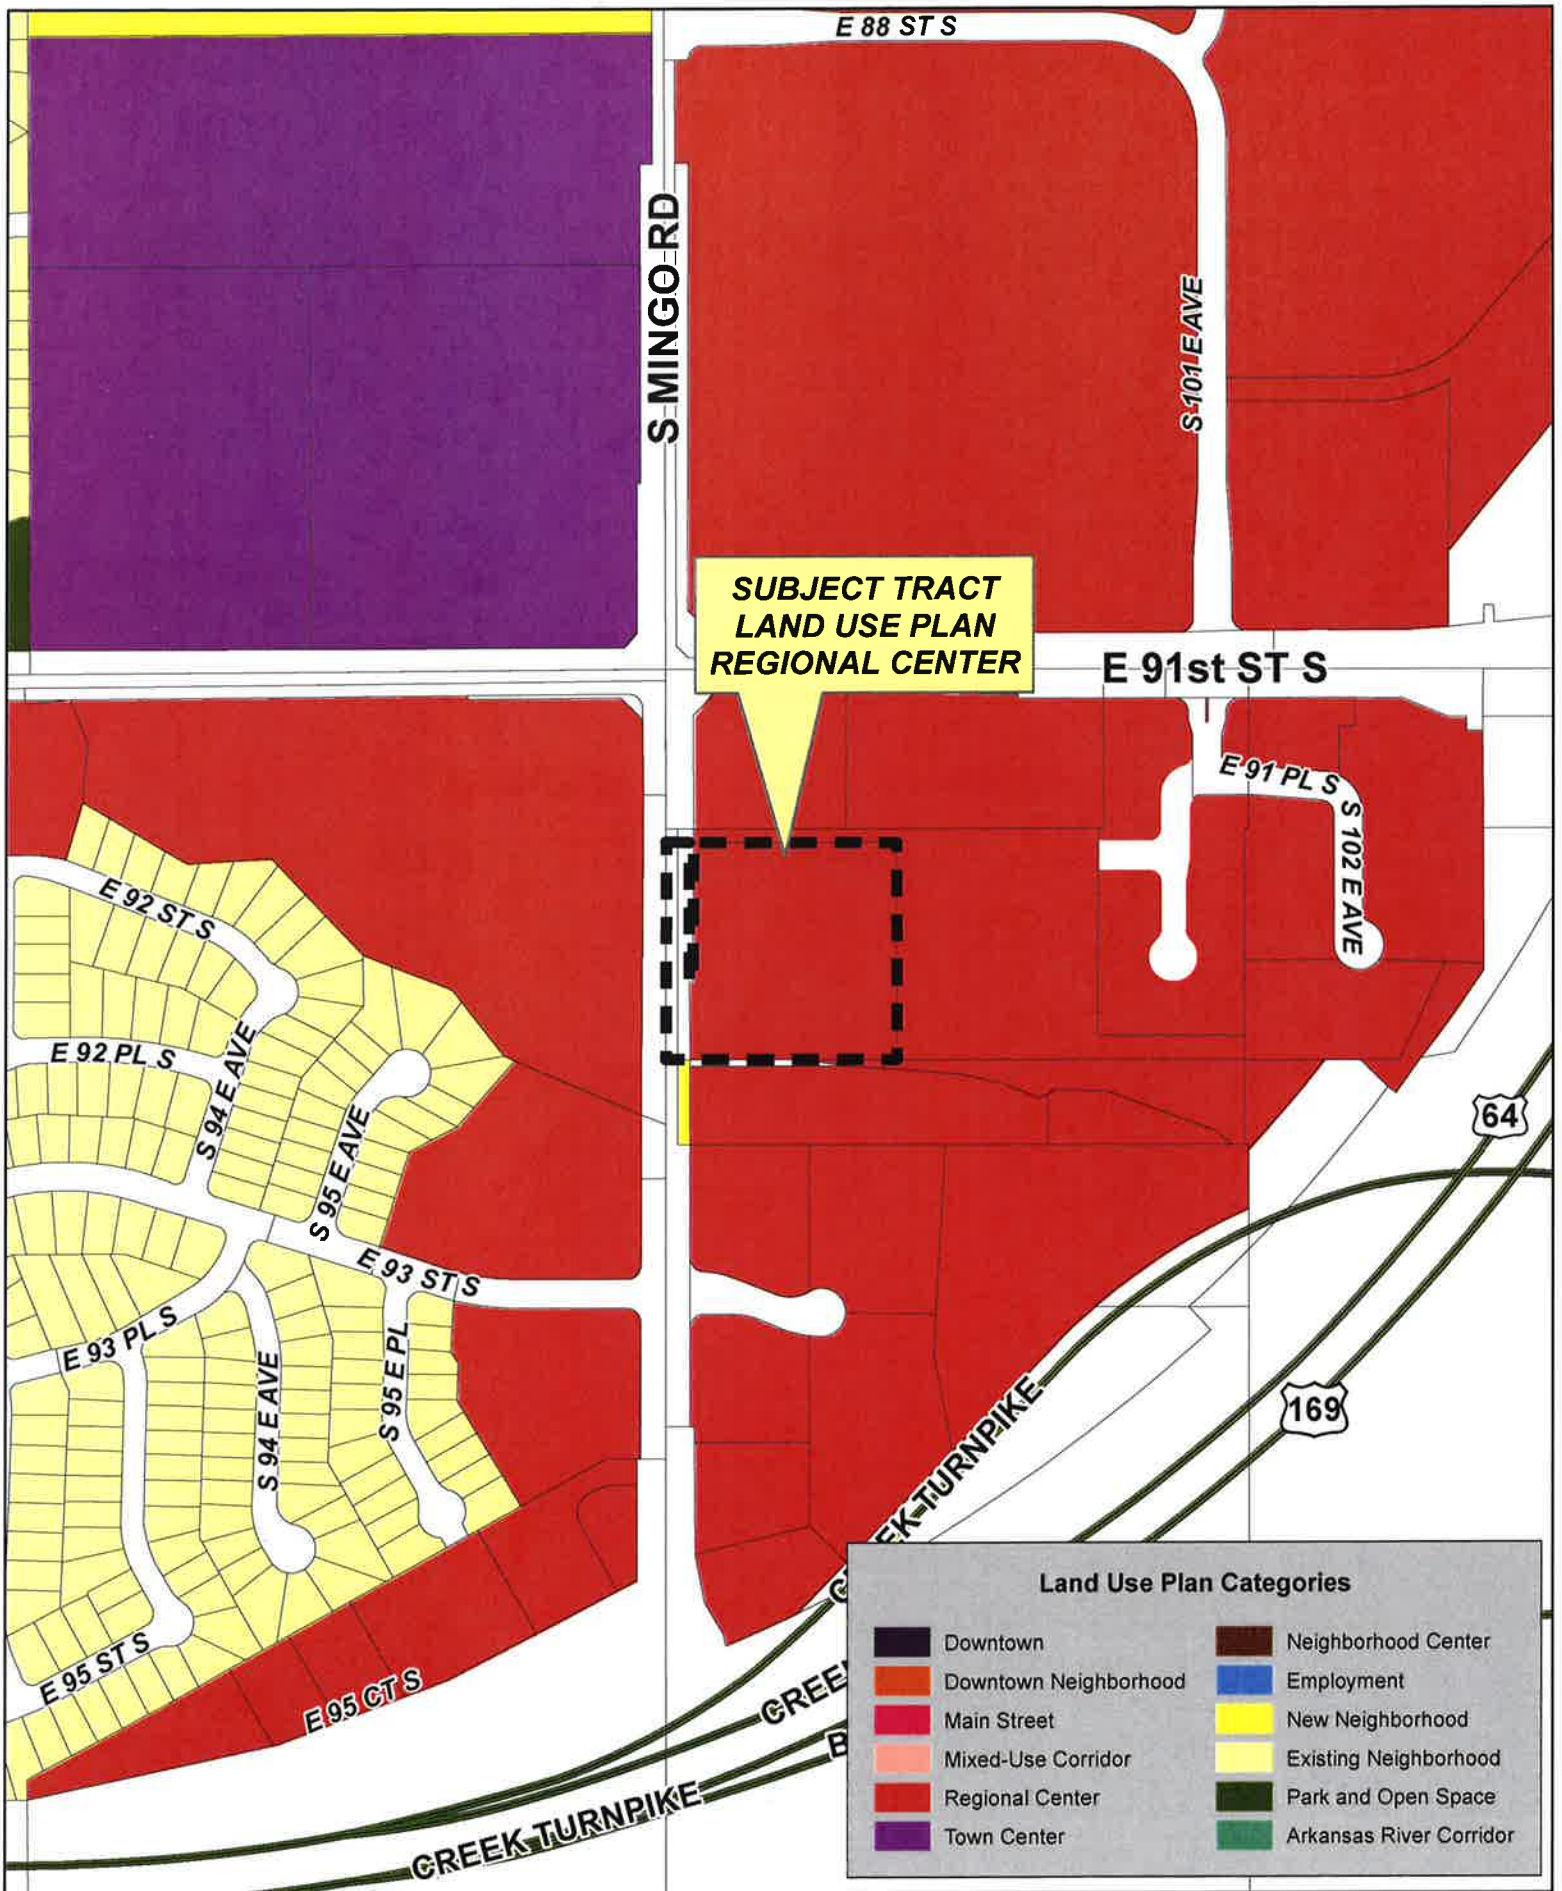 E 88 ST S
S MINGO RD
S 101 E AVE
SUBJECT TRACT
LAND USE PLAN
REGIONAL CENTER
E 91st ST S
E 91 PL S
S 102 E AVE
E 92 ST S
E 92 PL S
S 94 E AVE
S 95 E AVE
64
E 93 ST S
E 93 PL S
S 95 E PL
S 94 E AVE
169
CREEK TURNPIKE
E 95 ST S
E 95 CT S
CREE
B
CREEK TURNPIKE
Land Use Plan Categories
Downtown
Downtown Neighborhood
Main Street
Mixed-Use Corridor
Regional Center
Town Center
Neighborhood Center
Employment
New Neighborhood
Existing Neighborhood
Park and Open Space
Arkansas River Corridor